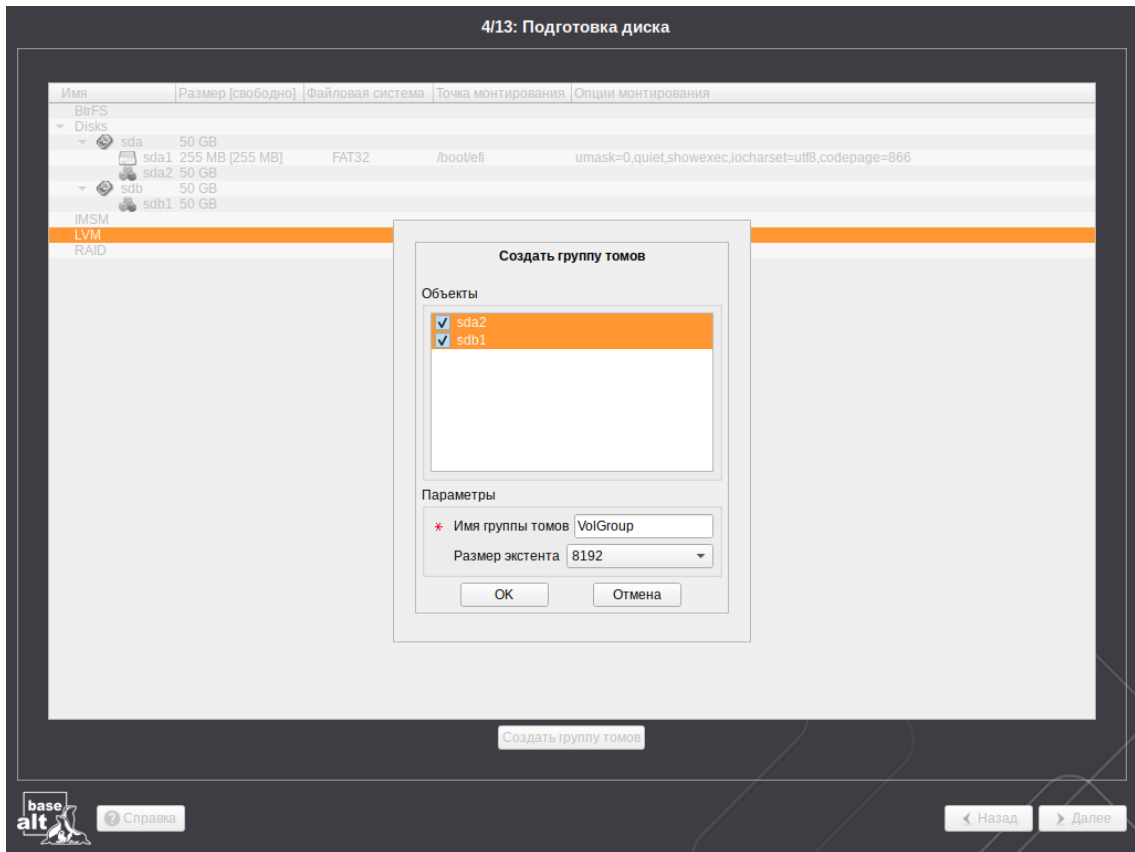 4/13: Подготовка диска
Имя Размер [свободно] Файловая система Точка монтирования Опции монтирования
BtrFS
Disks
sda 50 GB
sda1 255 MB [255 MB] FAT32 /boot/efi umask=0,quiet,showexec,iocharset=utf8,codepage=866
sda2 50 GB
sdb 50 GB
sdb1 50 GB
IMSM
LVM
RAID
Создать группу томов
Объекты
sda2
sdb1
Параметры
* Имя группы томов VolGroup
Размер экстента 8192
OK Отмена
Создать группу томов
base
alt
Справка
Назад Далее